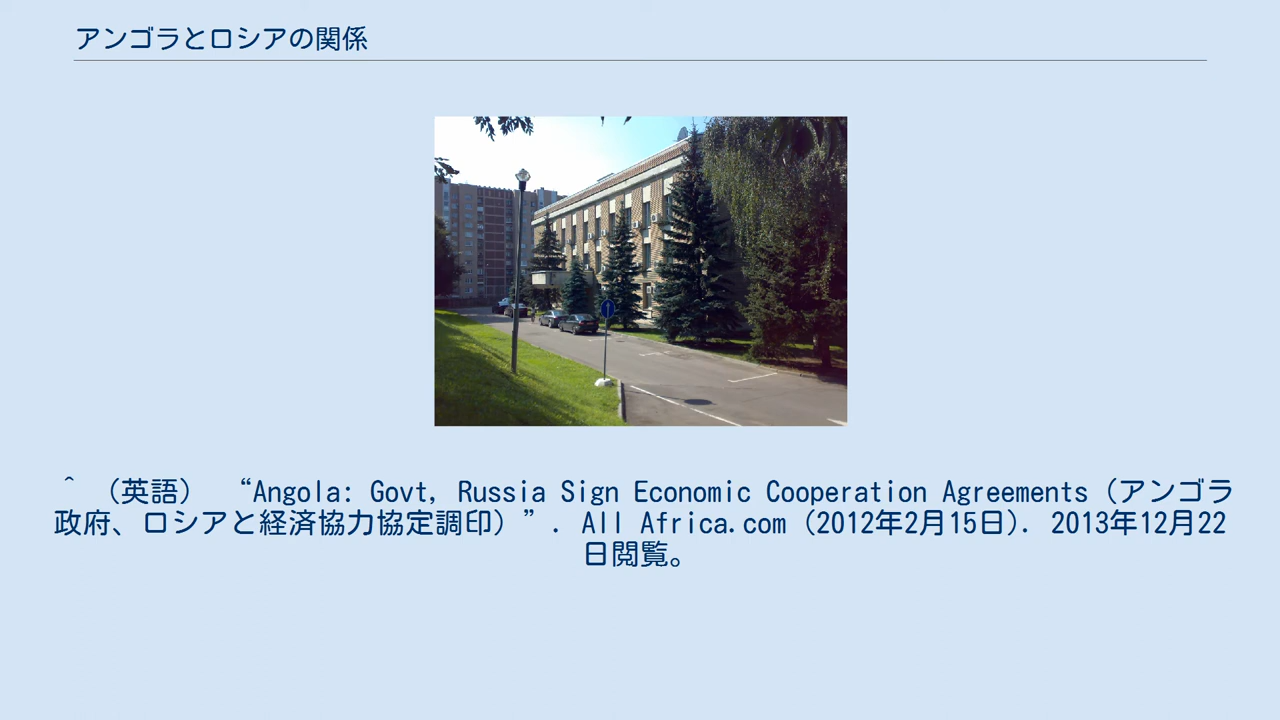 アンゴラとロシアの関係
^ （英語） “Angola: Govt, Russia Sign Economic Cooperation Agreements（アンゴラ
政府、ロシアと経済協力協定調印）”. All Africa.com (2012年2月15日). 2013年12月22
日閲覧。